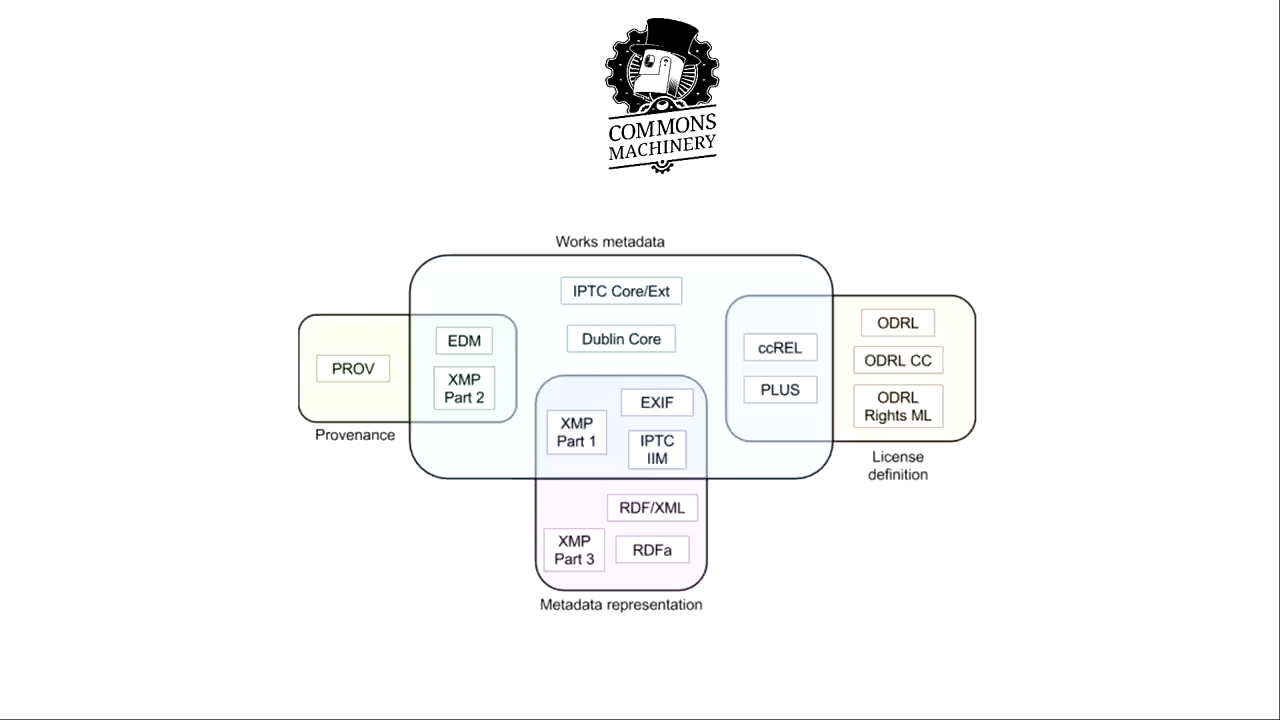 COMMONS
MACHINERY
Works metadata
IPTC Core/Ext
Dublin Core
EDM
XMP
Part 2
PROV
Provenance
XMP
Part 1
EXIF
IPTC
IIM
ccREL
PLUS
ODRL
ODRL CC
ODRL
Rights ML
License
definition
RDF/XML
XMP
Part 3
RDFa
Metadata representation